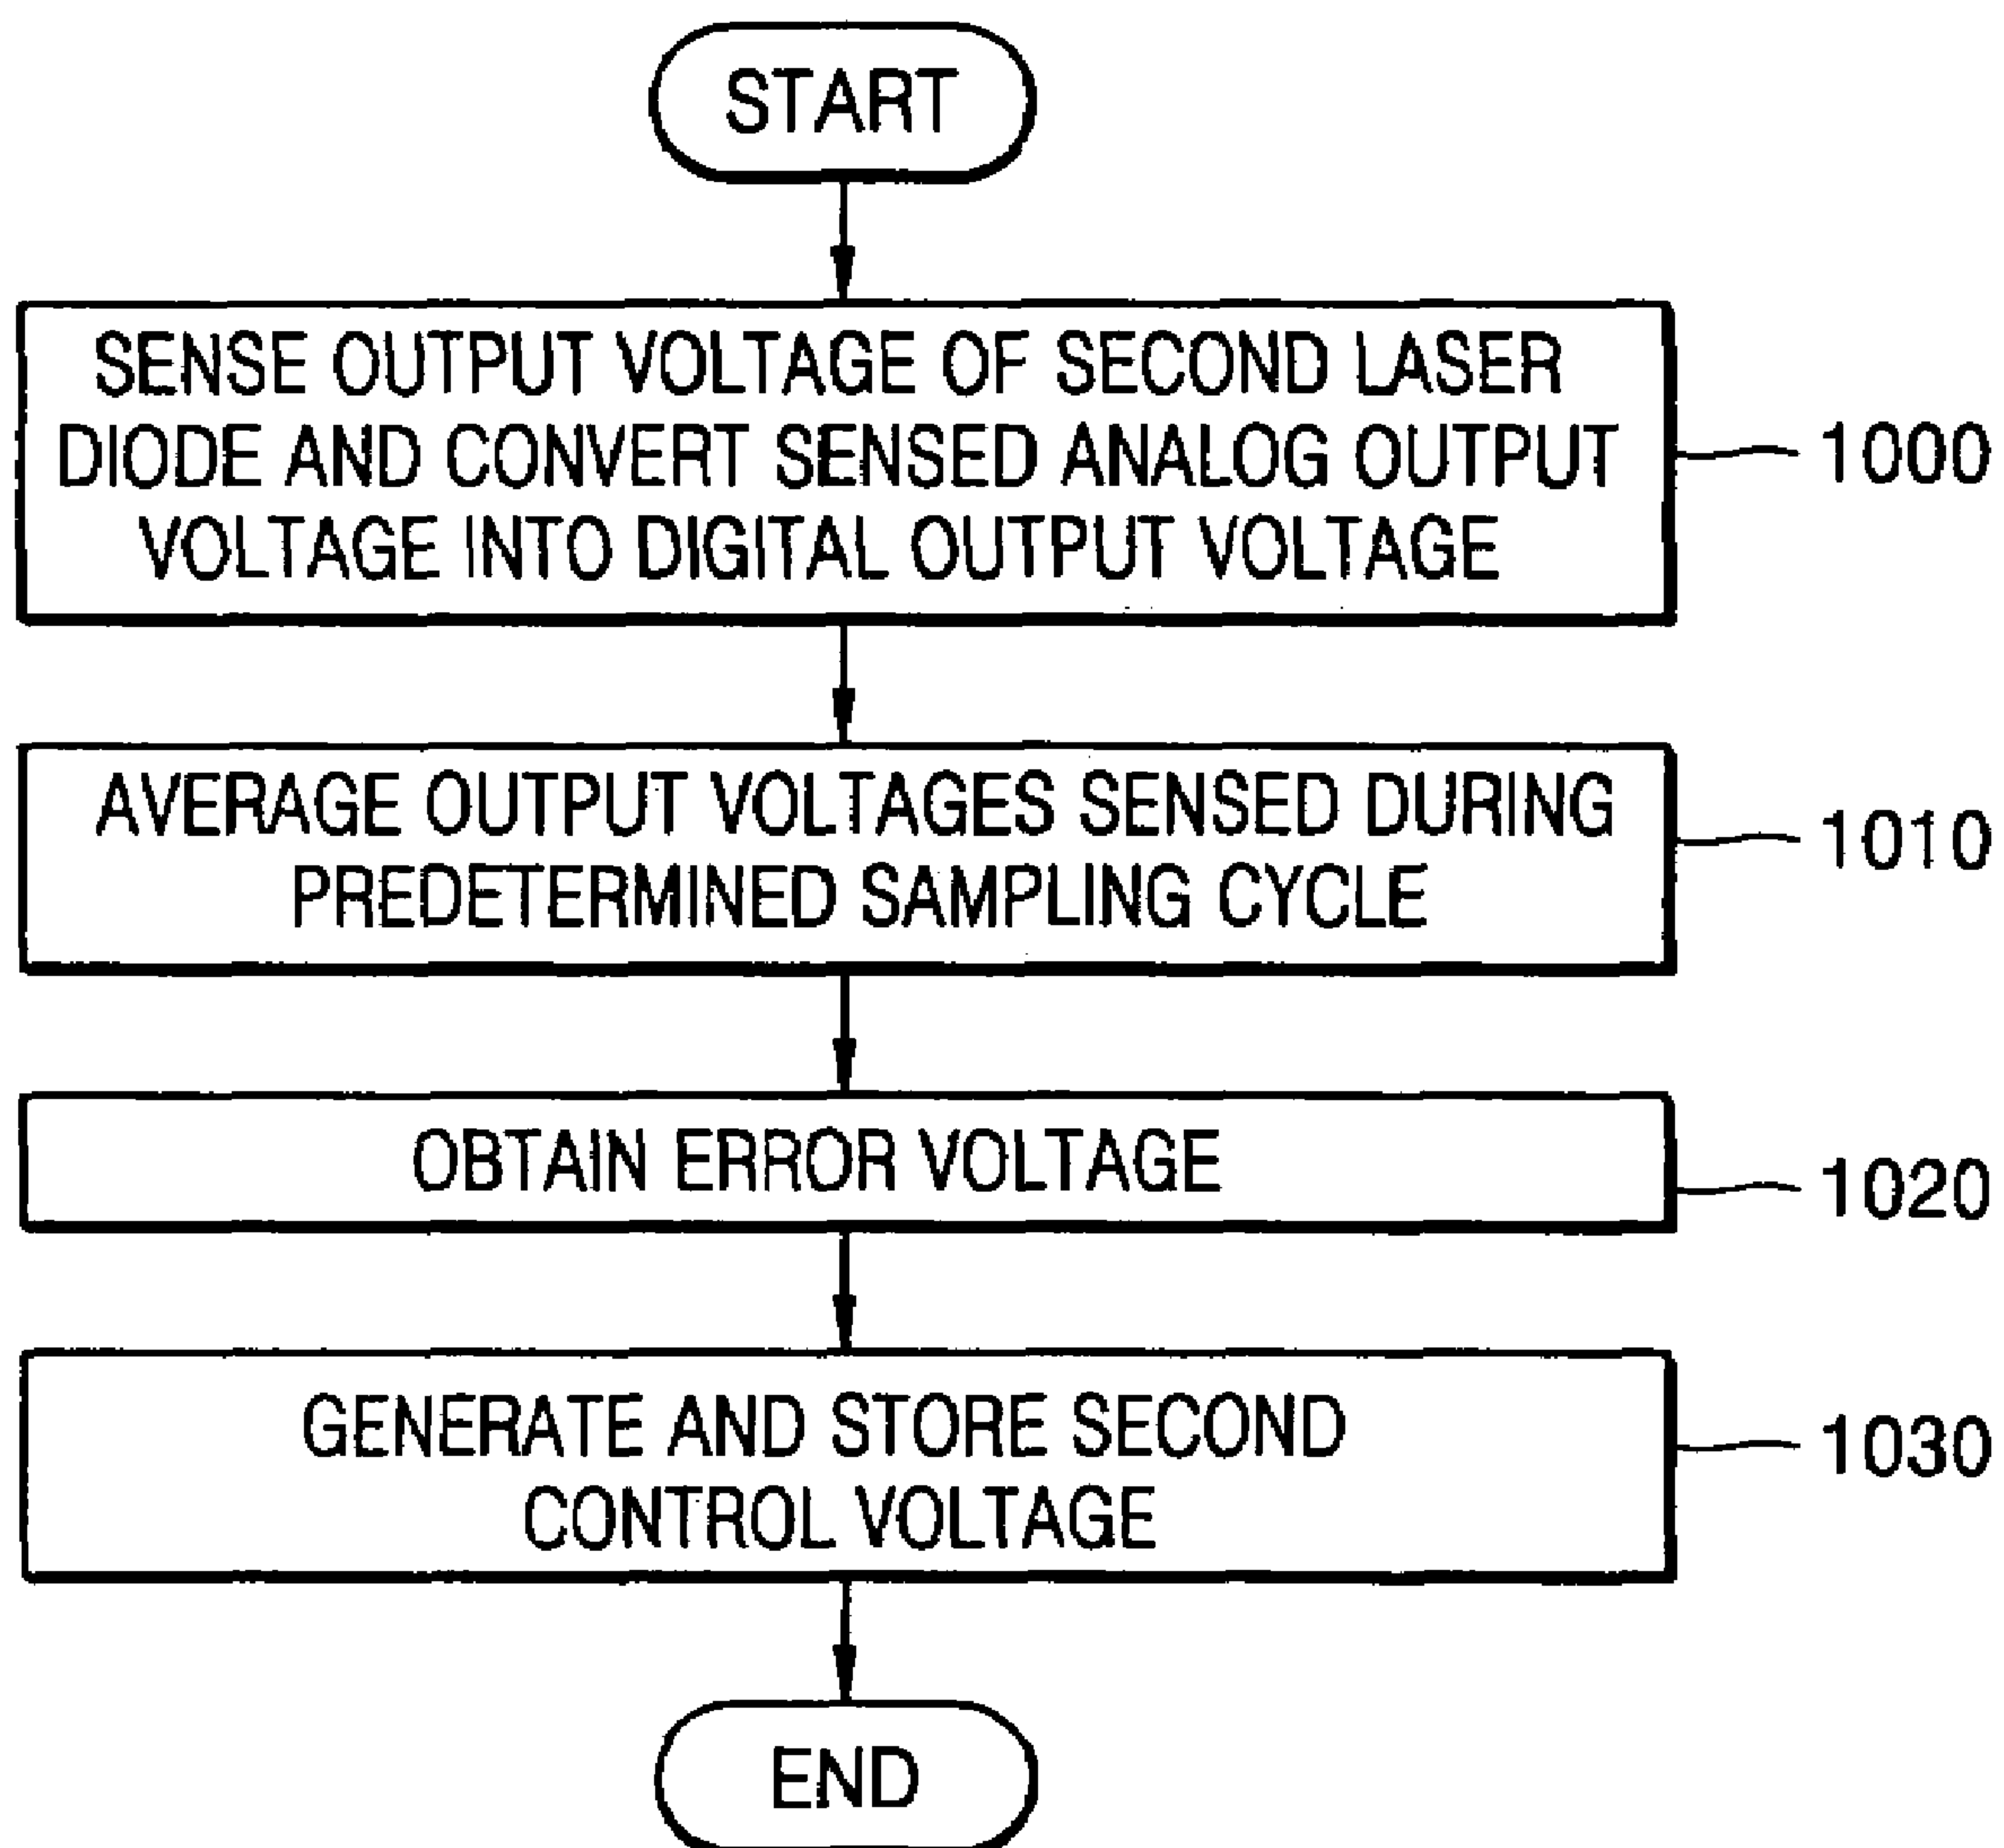 START
SENSE OUTPUT VOLTAGE OF SECOND LASER
DIODE AND CONVERT SENSED ANALOG OUTPUT
VOLTAGE INTO DIGITAL OUTPUT VOLTAGE
1000
AVERAGE OUTPUT VOLTAGES SENSED DURING
PREDETERMINED SAMPLING CYCLE
1010
OBTAIN ERROR VOLTAGE
1020
GENERATE AND STORE SECOND
CONTROL VOLTAGE
1030
END